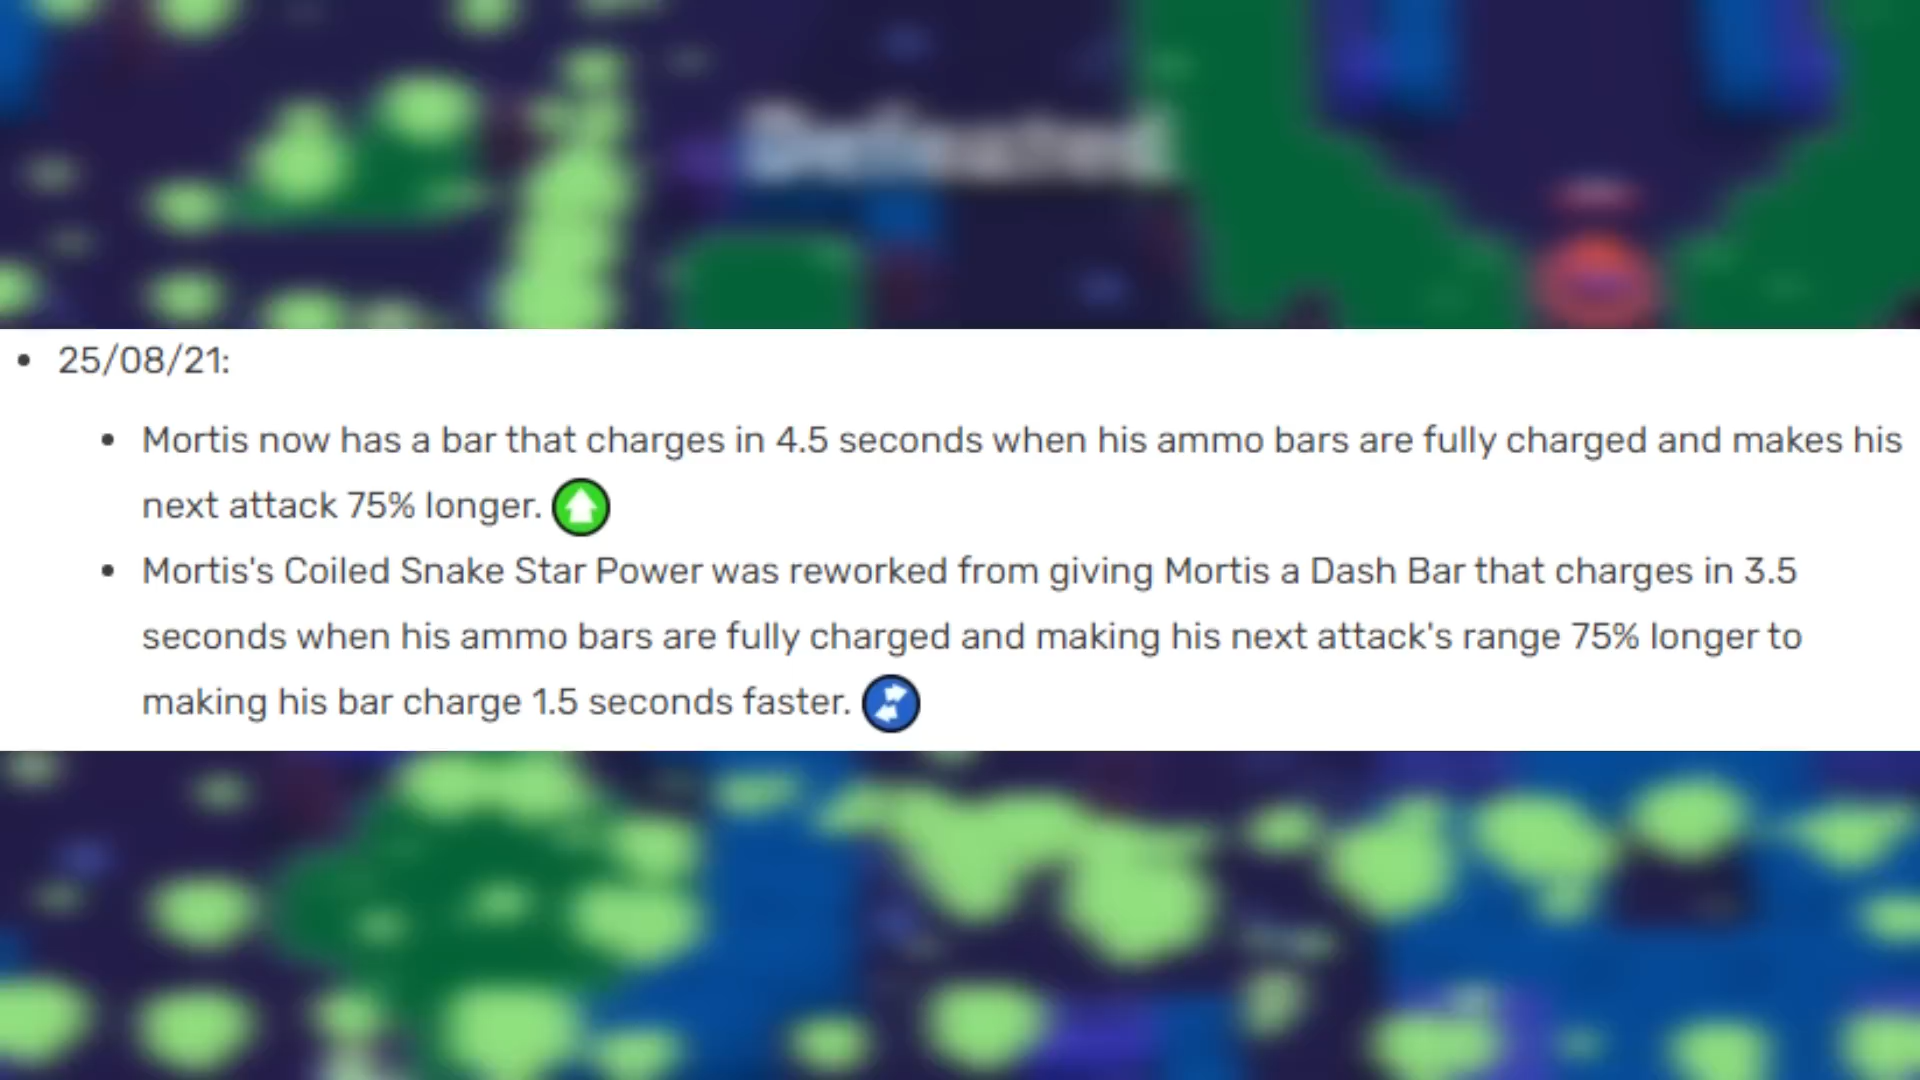 Defeated
• 25/08/21:
• Mortis now has a bar that charges in 4.5 seconds when his ammo bars are fully charged and makes his
next attack 75% longer.
• Mortis's Coiled Snake Star Power was reworked from giving Mortis a Dash Bar that charges in 3.5
seconds when his ammo bars are fully charged and making his next attack's range 75% longer to
making his bar charge 1.5 seconds faster.